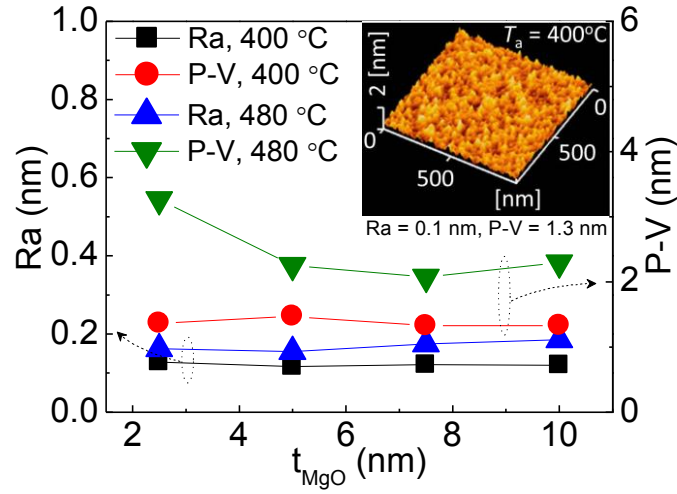 1.0
0.8
0.6
0.4
0.2
0.0
Ra (nm)
Ra, 400 °C
P-V, 400 °C
Ra, 480 °C
P-V, 480 °C
Tₐ = 400°C
2 [nm]
0
500
[nm]
500
0
Ra = 0.1 nm, P-V = 1.3 nm
6
4
2
0
P-V (nm)
2 4 6 8 10
t_MgO (nm)